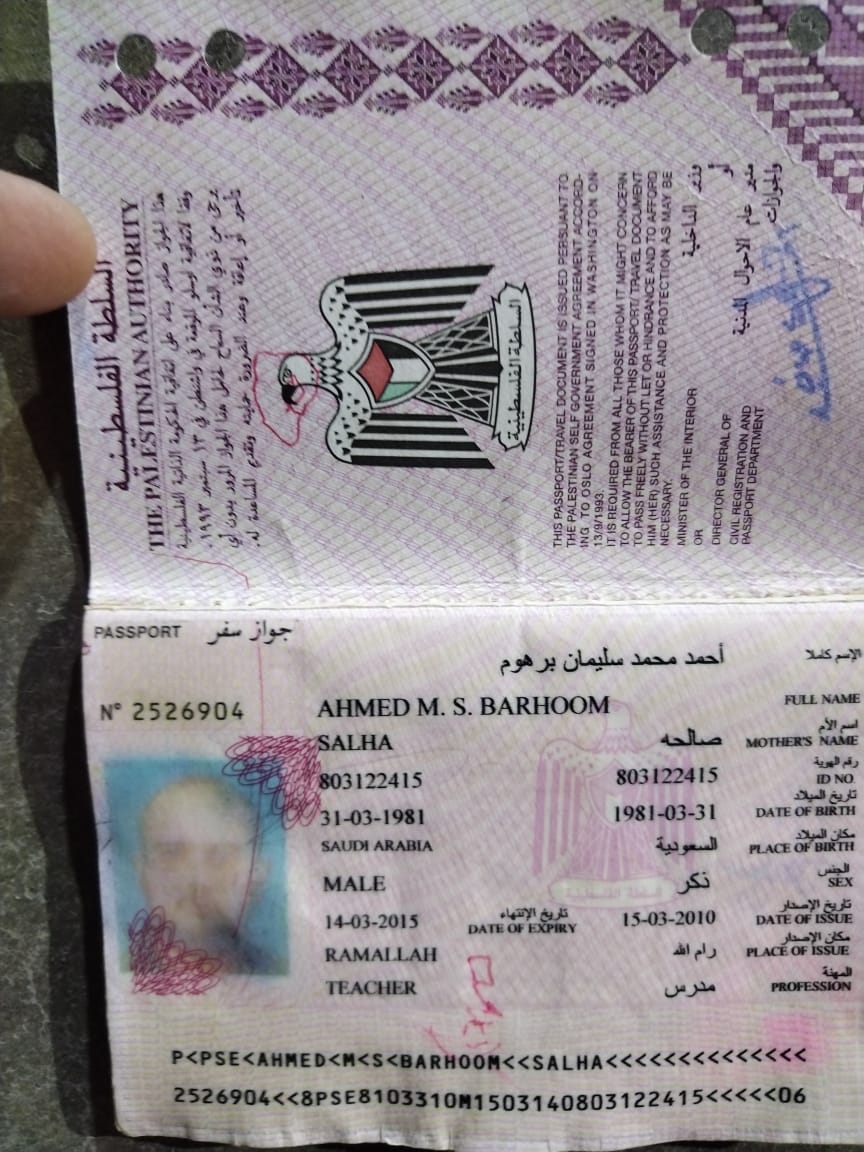 السلطة الفلسطينية
THE PALESTINIAN AUTHORITY
هذا الجواز صادر بناء على اتفاقية الحكومة الذاتية الفلسطينية
وفقا لاتفاقية اوسلو الموقعة في واشنطن في ١٣ سبتمبر ١٩٩٣.
يرجى من ذوي الشأن السماح لحامل هذا الجواز المرور بدون أي
تأخير أو إعاقة وعند الضرورة حمايته وتقديم المساعدة له.
السلطة الفلسطينية
THIS PASSPORT/TRAVEL DOCUMENT IS ISSUED PERSUANT TO
THE PALESTINIAN SELF GOVERNMENT AGREEMENT ACCORD-
ING TO OSLO AGREEMENT SIGNED IN WASHINGTON ON
13/9/1993.
IT IS REQUIRED FROM ALL THOSE WHOM IT MIGHT CONCERN
TO ALLOW THE BEARER OF THIS PASSPORT/ TRAVEL DOCUMENT
TO PASS FREELY WITHOUT LET OR HINDRANCE AND TO AFFORD
HIM (HER) SUCH ASSISTANCE AND PROTECTION AS MAY BE
NECESSARY.
MINISTER OF THE INTERIOR وزير الداخلية
OR أو
DIRECTOR GENERAL OF مدير عام الاحوال المدنية
CIVIL REGISTRATION AND والجوازات
PASSPORT DEPARTMENT
PASSPORT جواز سفر
Nº 2526904
أحمد محمد سليمان برهوم الإسم كاملا
AHMED M. S. BARHOOM FULL NAME
SALHA صالحه اسم الأم MOTHER'S NAME
803122415 803122415 رقم الهوية ID NO.
31-03-1981 1981-03-31 تاريخ الميلاد DATE OF BIRTH
SAUDI ARABIA السعودية مكان الميلاد PLACE OF BIRTH
MALE ذكر الجنس SEX
14-03-2015 تاريخ الإنتهاء DATE OF EXPIRY 15-03-2010 تاريخ الإصدار DATE OF ISSUE
RAMALLAH رام الله مكان الإصدار PLACE OF ISSUE
TEACHER مدرس المهنة PROFESSION
P<PSE<AHMED<M<S<BARHOOM<<SALHA<<<<<<<<<<<<<<
2526904<<8PSE8103310M1503140803122415<<<<<06